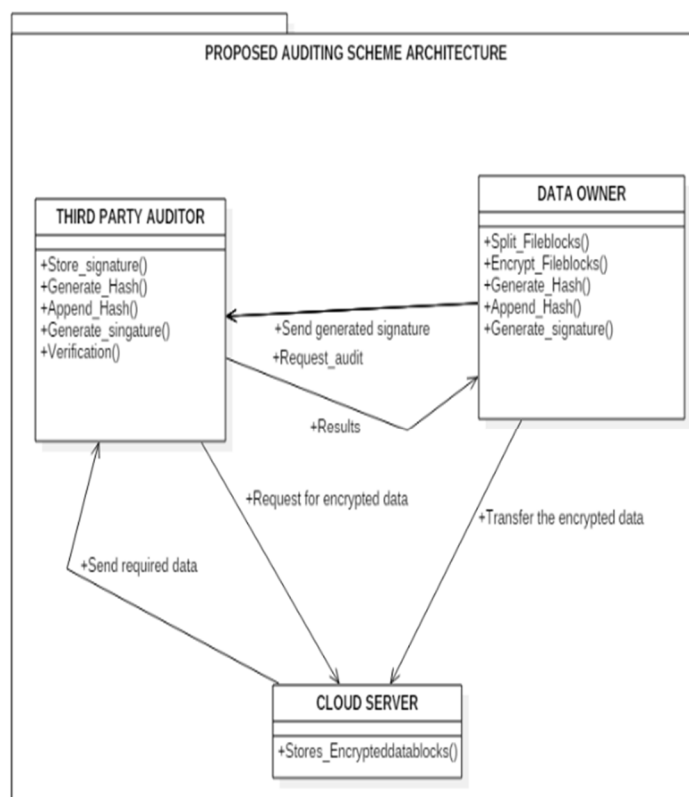 PROPOSED AUDITING SCHEME ARCHITECTURE
THIRD PARTY AUDITOR
+Store_signature()
+Generate_Hash()
+Append_Hash()
+Generate_singature()
+Verification()
DATA OWNER
+Split_Fileblocks()
+Encrypt_Fileblocks()
+Generate_Hash()
+Append_Hash()
+Generate_signature()
+Send generated signature
+Request_audit
+Results
+Request for encrypted data
+Transfer the encrypted data
+Send required data
CLOUD SERVER
+Stores_Encrypteddatablocks()